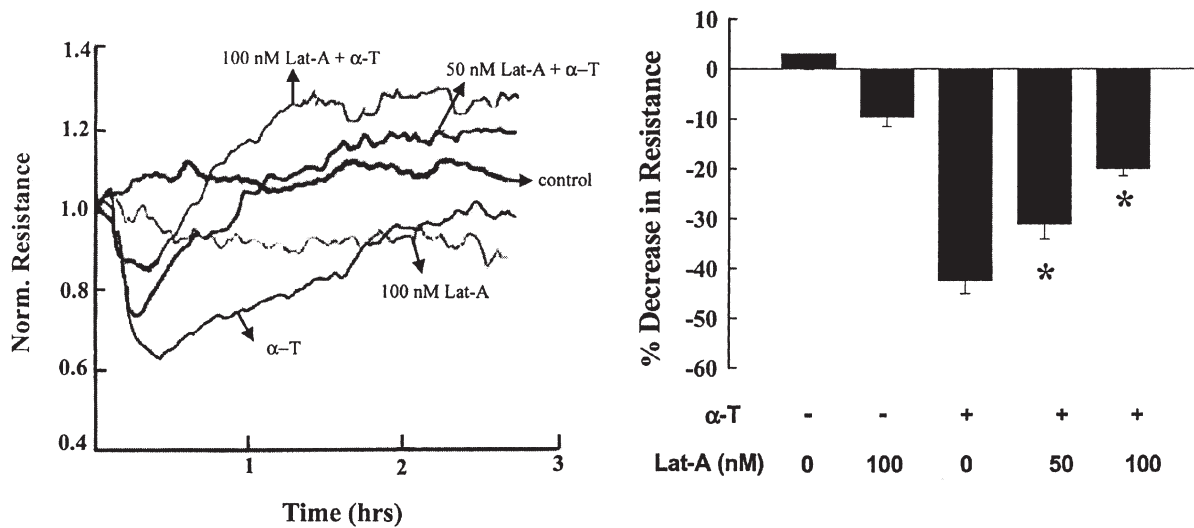 1.4
1.2
1.0
0.8
0.6
0.4
Norm. Resistance
100 nM Lat-A + α-T
50 nM Lat-A + α–T
control
100 nM Lat-A
α–T
1 2 3
Time (hrs)
10
0
-10
-20
-30
-40
-50
-60
% Decrease in Resistance
*
*
α-T - - + + +
Lat-A (nM) 0 100 0 50 100